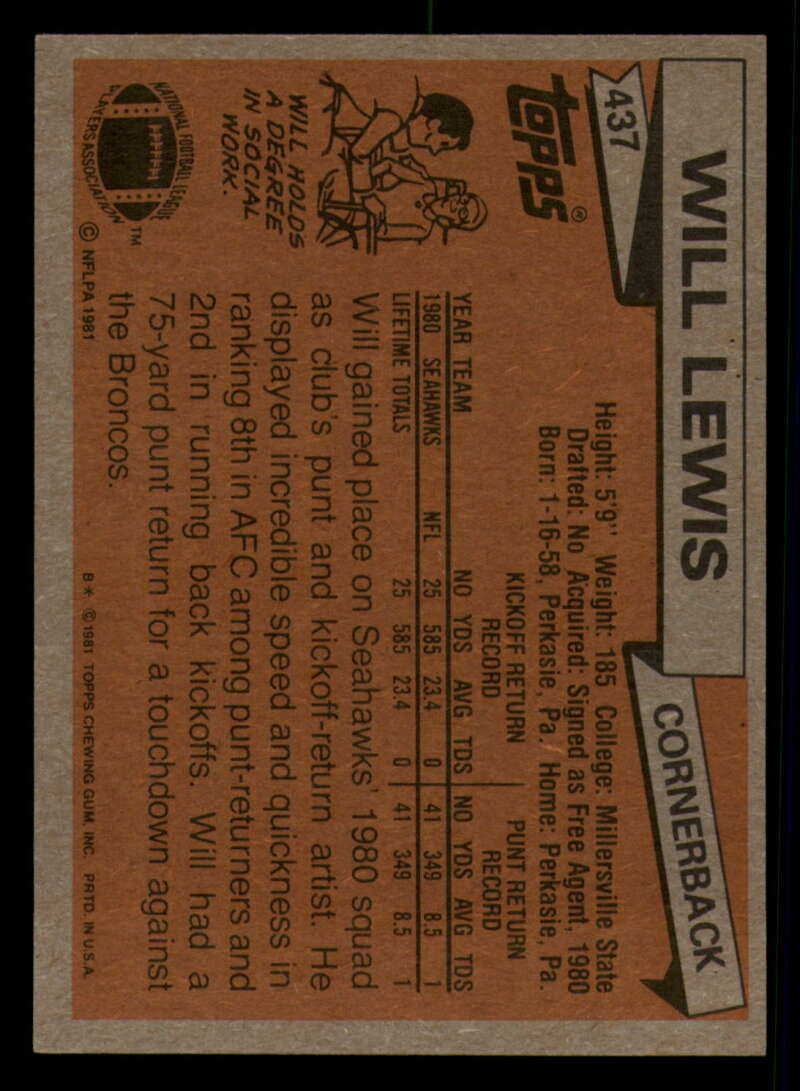 437
WILL LEWIS
CORNERBACK
topps®
Height: 5'9" Weight: 185 College: Millersville State
Drafted: No Acquired: Signed as Free Agent, 1980
Born: 1-16-58, Perkasie, Pa. Home: Perkasie, Pa.
WILL HOLDS
A DEGREE
IN SOCIAL
WORK.
KICKOFF RETURN PUNT RETURN
RECORD RECORD
YEAR TEAM NO YDS AVG TDS NO YDS AVG TDS
1980 SEAHAWKS NFL 25 585 23.4 0 41 349 8.5 1
LIFETIME TOTALS 25 585 23.4 0 41 349 8.5 1
Will gained place on Seahawks' 1980 squad
as club's punt and kickoff-return artist. He
displayed incredible speed and quickness in
ranking 8th in AFC among punt-returners and
2nd in running back kickoffs. Will had a
75-yard punt return for a touchdown against
the Broncos.
NATIONAL FOOTBALL LEAGUE
PLAYERS ASSOCIATION
TM
© NFLPA 1981
B* ©1981 TOPPS CHEWING GUM, INC. PRTD. IN U.S.A.